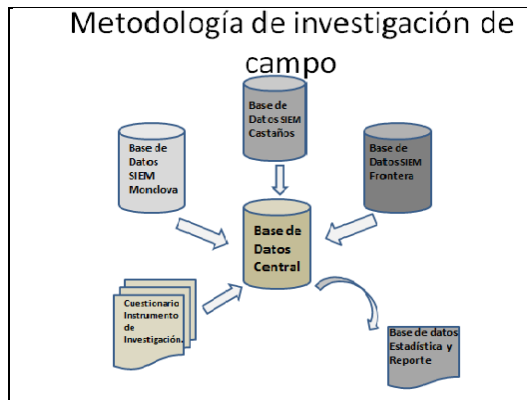 Metodología de investigación de
campo
Base de
Datos SIEM
Castaños
Base de
Datos
SIEM
Monclova
Base de
Datos SIEM
Frontera
Base de
Datos
Central
Cuestionario
Instrumento
de
Investigación.
Base de datos
Estadística y
Reporte